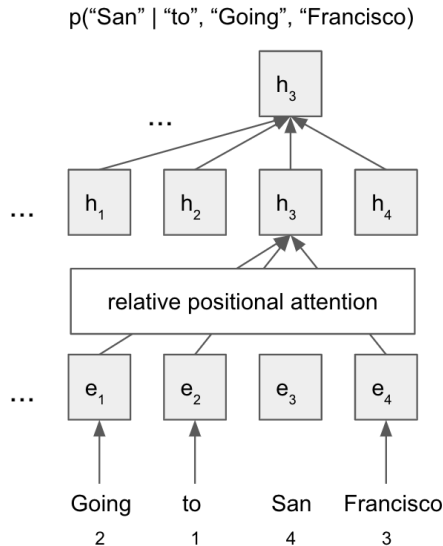 p(“San” | “to”, “Going”, “Francisco)
h₃
...
... h₁ h₂ h₃ h₄
relative positional attention
... e₁ e₂ e₃ e₄
Going to San Francisco
2 1 4 3